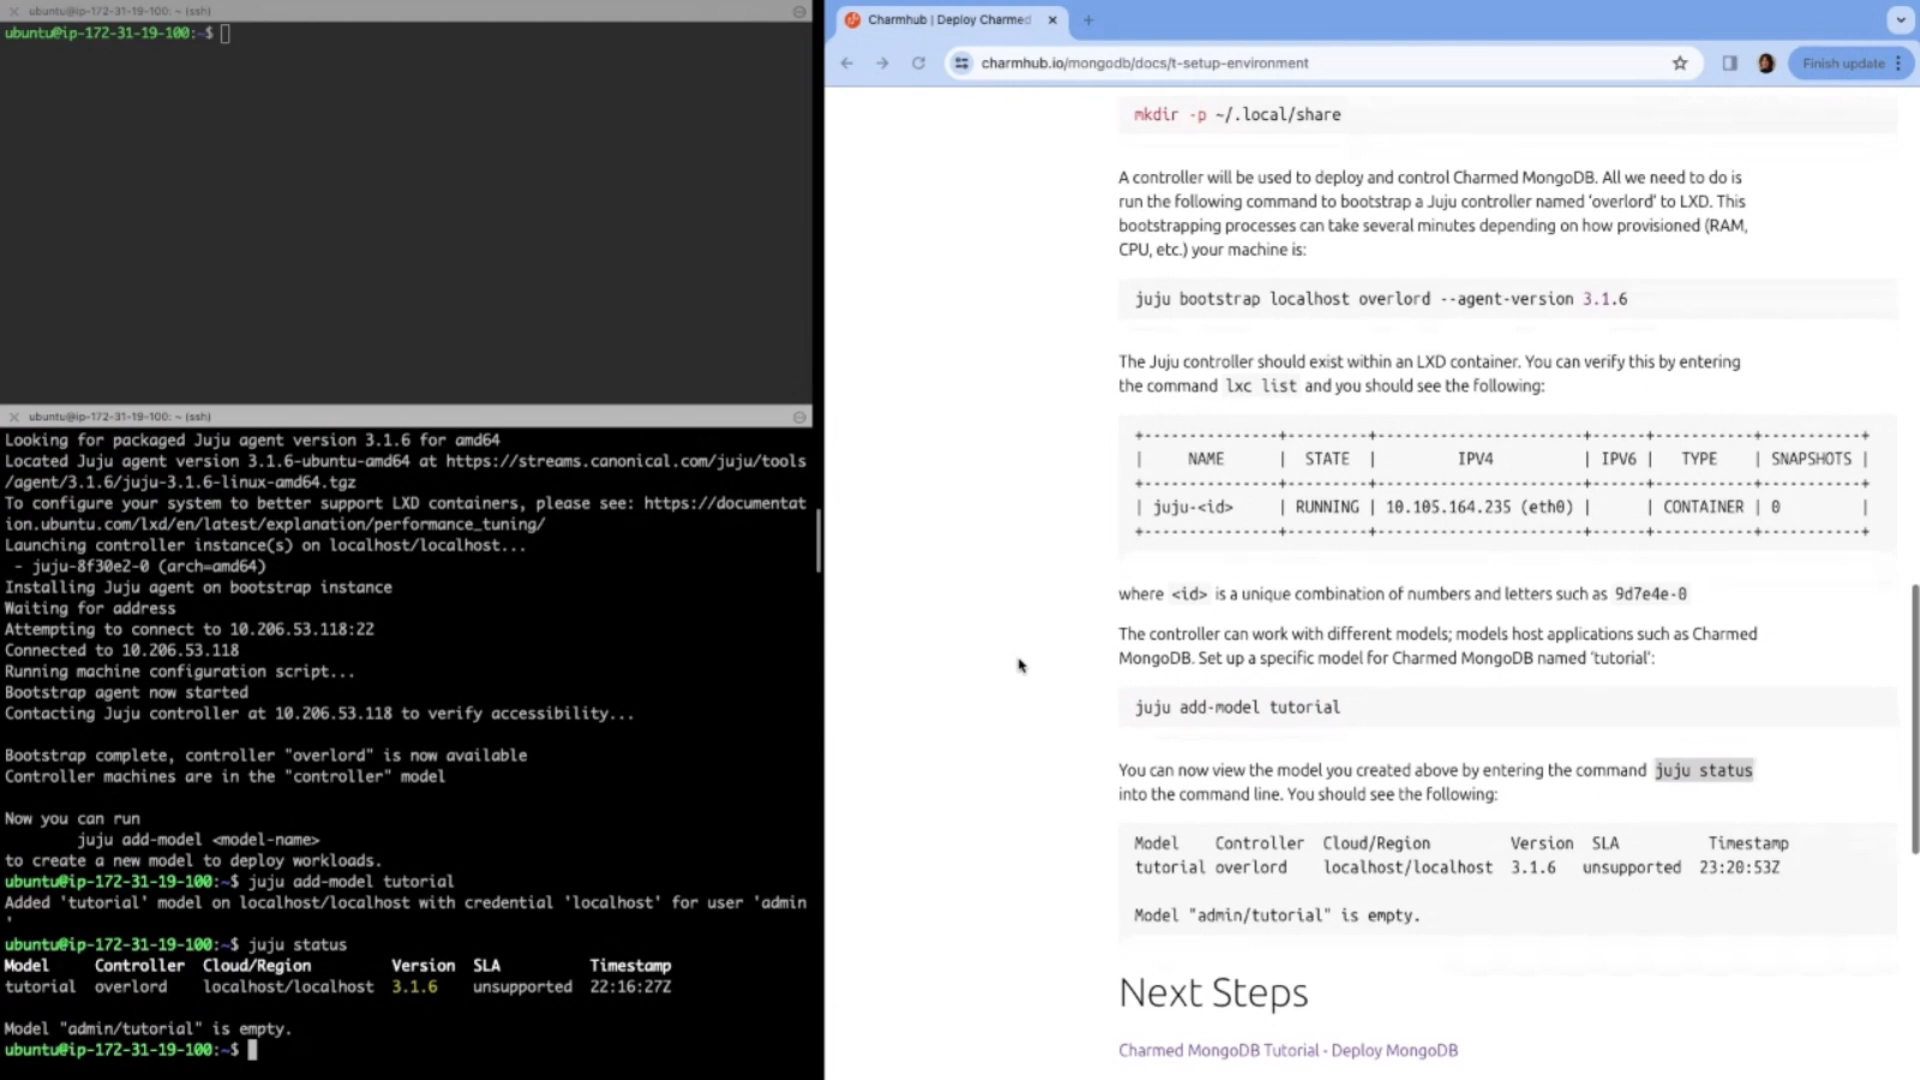 ubuntu@ip-172-31-19-100: ~ (ssh)
ubuntu@ip-172-31-19-100:~$
ubuntu@ip-172-31-19-100: ~ (ssh)
Looking for packaged Juju agent version 3.1.6 for amd64
Located Juju agent version 3.1.6-ubuntu-amd64 at https://streams.canonical.com/juju/tools
/agent/3.1.6/juju-3.1.6-linux-amd64.tgz
To configure your system to better support LXD containers, please see: https://documentat
ion.ubuntu.com/lxd/en/latest/explanation/performance_tuning/
Launching controller instance(s) on localhost/localhost...
- juju-8f30e2-0 (arch=amd64)
Installing Juju agent on bootstrap instance
Waiting for address
Attempting to connect to 10.206.53.118:22
Connected to 10.206.53.118
Running machine configuration script...
Bootstrap agent now started
Contacting Juju controller at 10.206.53.118 to verify accessibility...
Bootstrap complete, controller "overlord" is now available
Controller machines are in the "controller" model
Now you can run
juju add-model <model-name>
to create a new model to deploy workloads.
ubuntu@ip-172-31-19-100:~$ juju add-model tutorial
Added 'tutorial' model on localhost/localhost with credential 'localhost' for user 'admin
'
ubuntu@ip-172-31-19-100:~$ juju status
Model Controller Cloud/Region Version SLA Timestamp
tutorial overlord localhost/localhost 3.1.6 unsupported 22:16:27Z
Model "admin/tutorial" is empty.
ubuntu@ip-172-31-19-100:~$
Charmhub | Deploy Charmed
charmhub.io/mongodb/docs/t-setup-environment
Finish update
mkdir -p ~/.local/share
A controller will be used to deploy and control Charmed MongoDB. All we need to do is
run the following command to bootstrap a Juju controller named ‘overlord’ to LXD. This
bootstrapping processes can take several minutes depending on how provisioned (RAM,
CPU, etc.) your machine is:
juju bootstrap localhost overlord --agent-version 3.1.6
The Juju controller should exist within an LXD container. You can verify this by entering
the command lxc list and you should see the following:
+---------------+---------+-----------------------+------+-----------+-----------+
| NAME | STATE | IPV4 | IPV6 | TYPE | SNAPSHOTS |
+---------------+---------+-----------------------+------+-----------+-----------+
| juju-<id> | RUNNING | 10.105.164.235 (eth0) | | CONTAINER | 0 |
+---------------+---------+-----------------------+------+-----------+-----------+
where <id> is a unique combination of numbers and letters such as 9d7e4e-0
The controller can work with different models; models host applications such as Charmed
MongoDB. Set up a specific model for Charmed MongoDB named ‘tutorial’:
juju add-model tutorial
You can now view the model you created above by entering the command juju status
into the command line. You should see the following:
Model Controller Cloud/Region Version SLA Timestamp
tutorial overlord localhost/localhost 3.1.6 unsupported 23:20:53Z
Model "admin/tutorial" is empty.
Next Steps
Charmed MongoDB Tutorial - Deploy MongoDB